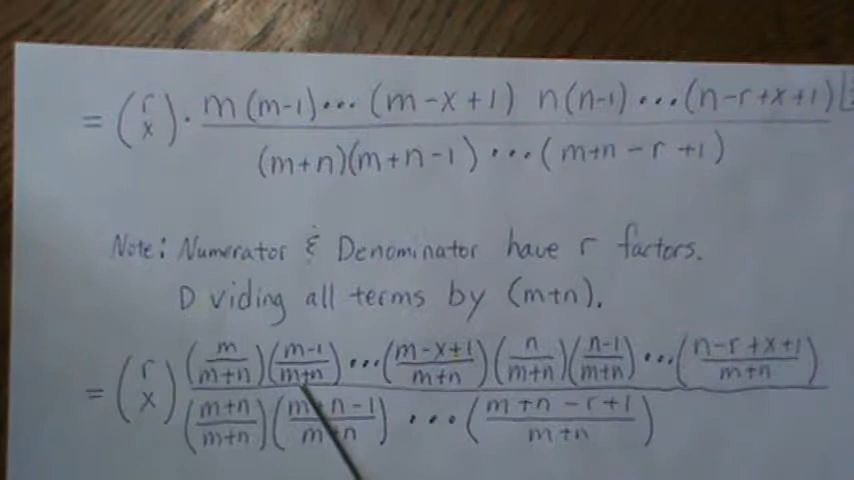 = (r x) · m(m-1)···(m-x+1) n(n-1)···(n-r+x+1) / (m+n)(m+n-1)···(m+n-r+1)
Note: Numerator & Denominator have r factors.
D viding all terms by (m+n).
= (r x) (m/m+n)(m-1/m+n)···(m-x+1/m+n)(n/m+n)(n-1/m+n)···(n-r+x+1/m+n) / (m+n/m+n)(m+n-1/m+n)···(m+n-r+1/m+n)